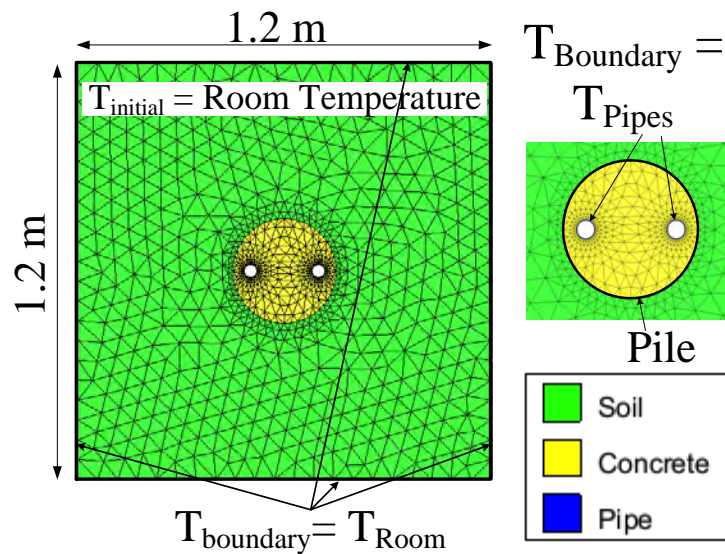 1.2 m
T_Boundary =
T_Pipes
T_initial = Room Temperature
1.2 m
Pile
Soil
Concrete
Pipe
T_boundary= T_Room